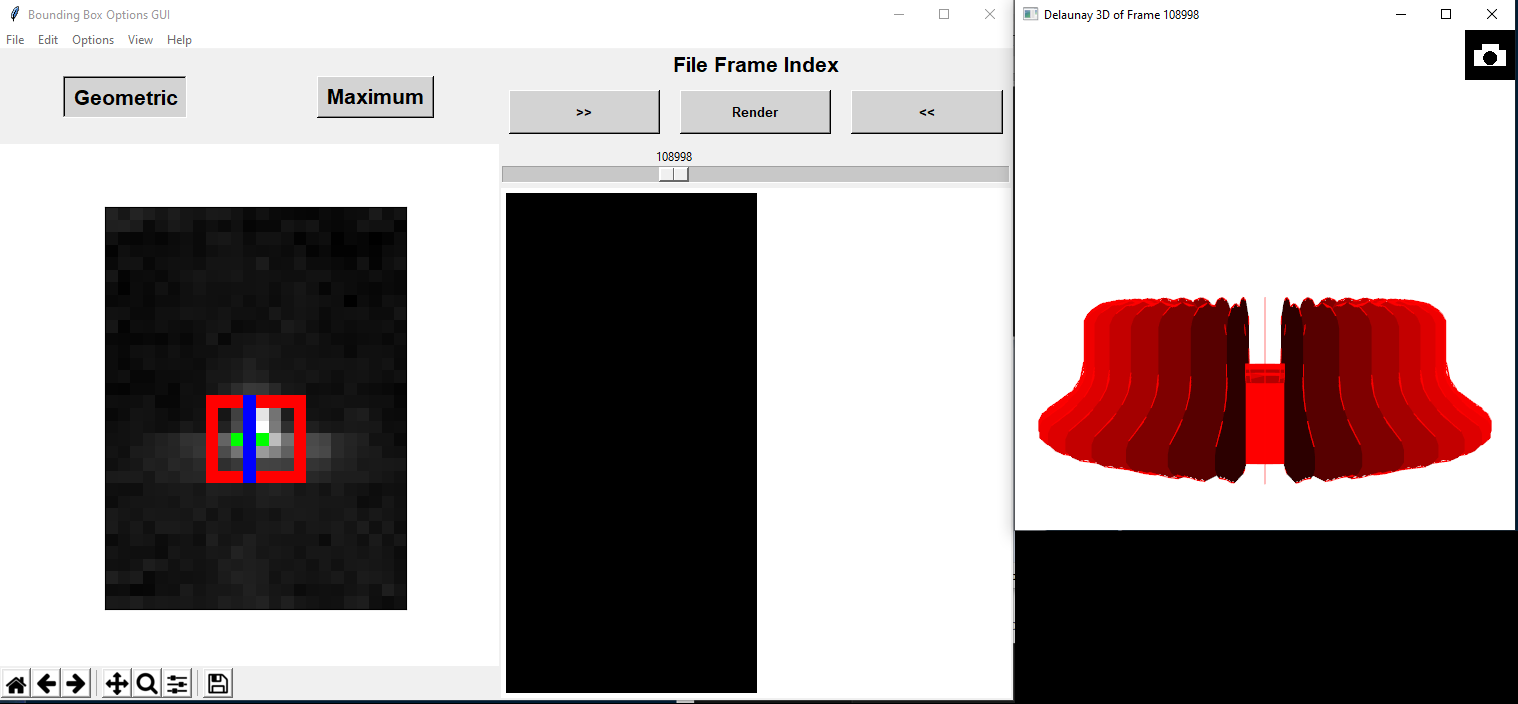 Bounding Box Options GUI
File Edit Options View Help
Geometric
Maximum
File Frame Index
>>
Render
<<
108998
Delaunay 3D of Frame 108998